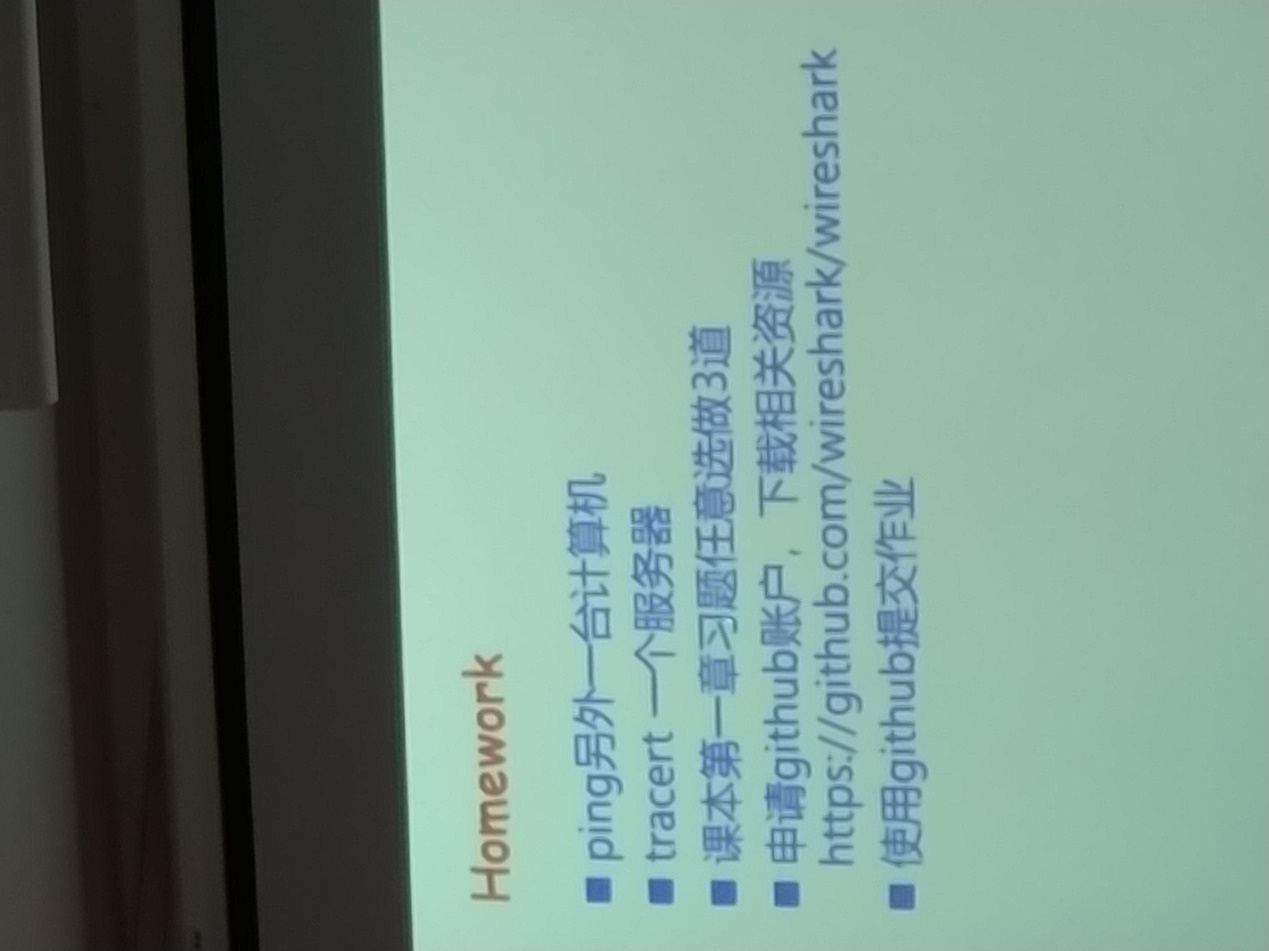 Homework
■ ping另外一台计算机
■ tracert 一个服务器
■ 课本第一章习题任意选做3道
■ 申请github账户，下载相关资源
https://github.com/wireshark/wireshark
■ 使用github提交作业